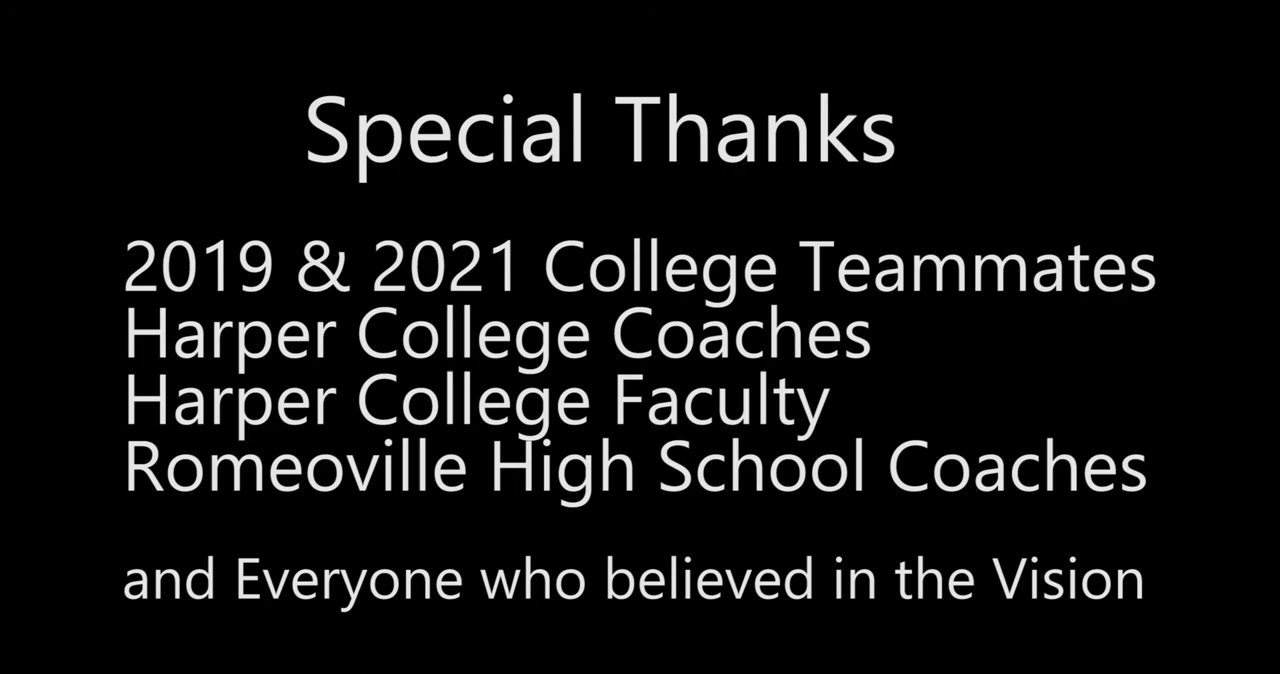 Special Thanks
2019 & 2021 College Teammates
Harper College Coaches
Harper College Faculty
Romeoville High School Coaches
and Everyone who believed in the Vision